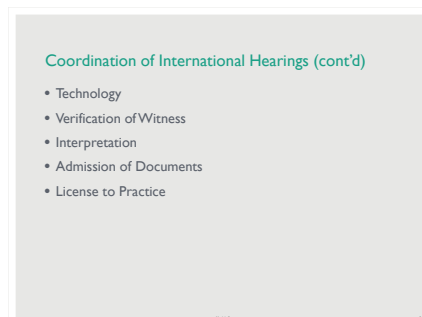 Coordination of International Hearings (cont’d)
• Technology
• Verification of Witness
• Interpretation
• Admission of Documents
• License to Practice